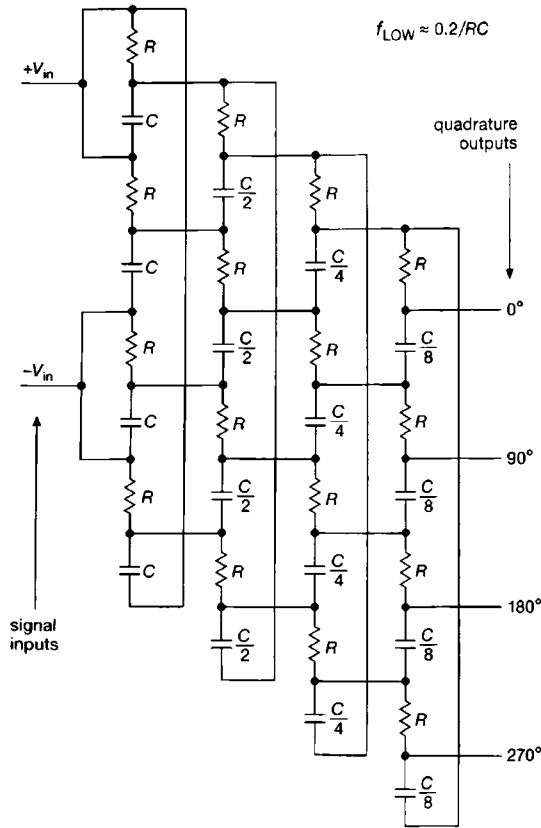 f_LOW ≈ 0.2/RC
R
+V_in
C
R
quadrature
outputs
R
C/2
R
C
R
C/4
R
0°
R
C/2
R
C/8
−V_in
C
R
C/4
R
90°
R
C/2
R
C/8
C
R
C/4
R
180°
signal
inputs
C/2
R
C/8
R
C/4
270°
C/8